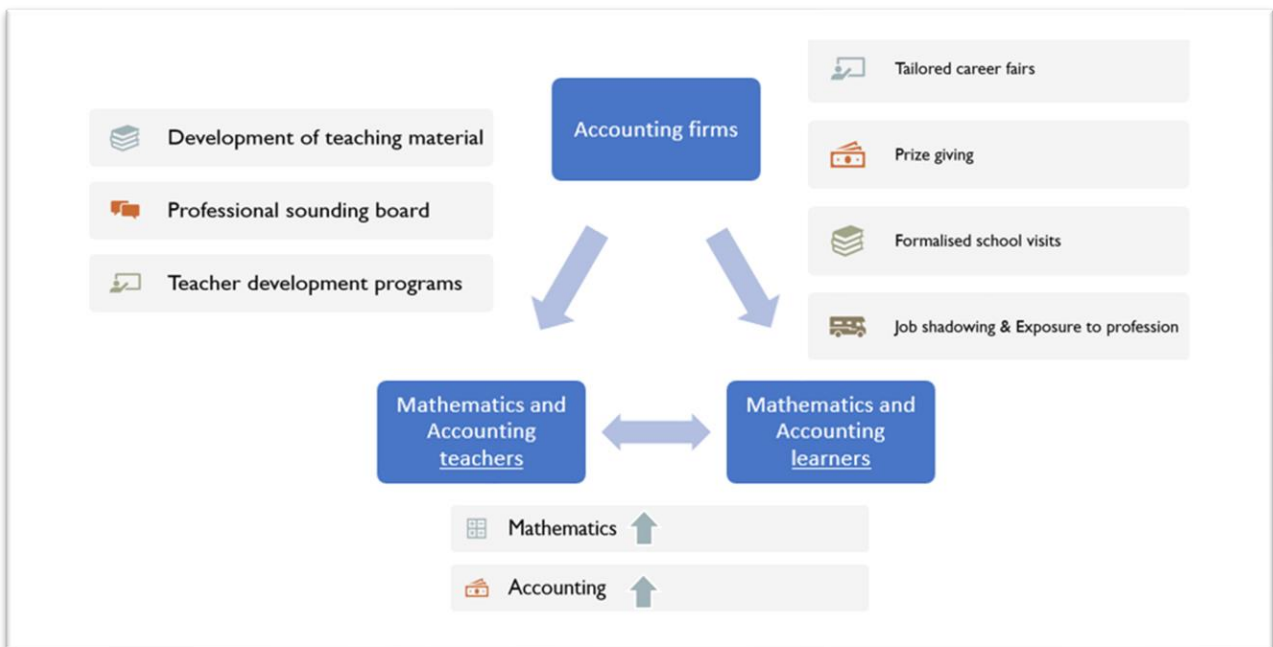 Accounting firms
Development of teaching material
Professional sounding board
Teacher development programs
Tailored career fairs
Prize giving
Formalised school visits
Job shadowing & Exposure to profession
Mathematics and
Accounting
teachers
Mathematics and
Accounting
learners
Mathematics
Accounting